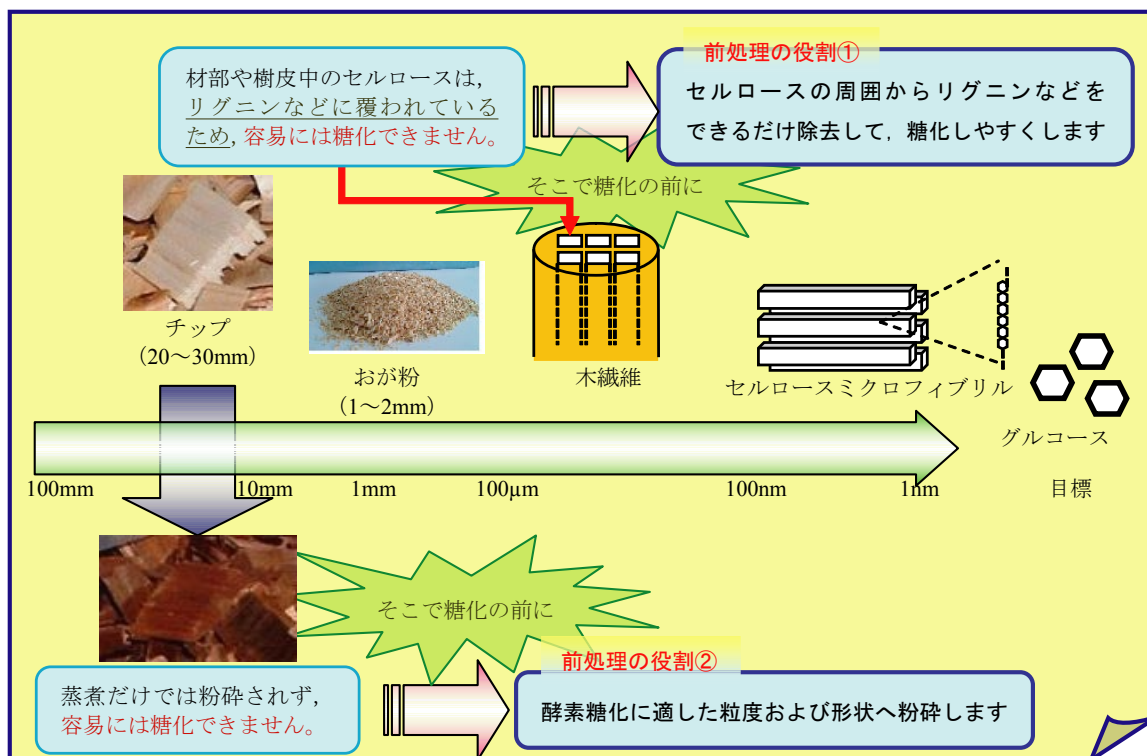 材部や樹皮中のセルロースは,
リグニンなどに覆われている
ため, 容易には糖化できません。
前処理の役割①
セルロースの周囲からリグニンなどを
できるだけ除去して, 糖化しやすくします
そこで糖化の前に
チップ
(20～30mm)
おが粉
(1～2mm)
木繊維
セルロースミクロフィブリル
グルコース
100mm
10mm
1mm
100μm
100nm
1nm
目標
そこで糖化の前に
蒸煮だけでは粉砕されず,
容易には糖化できません。
前処理の役割②
酵素糖化に適した粒度および形状へ粉砕します